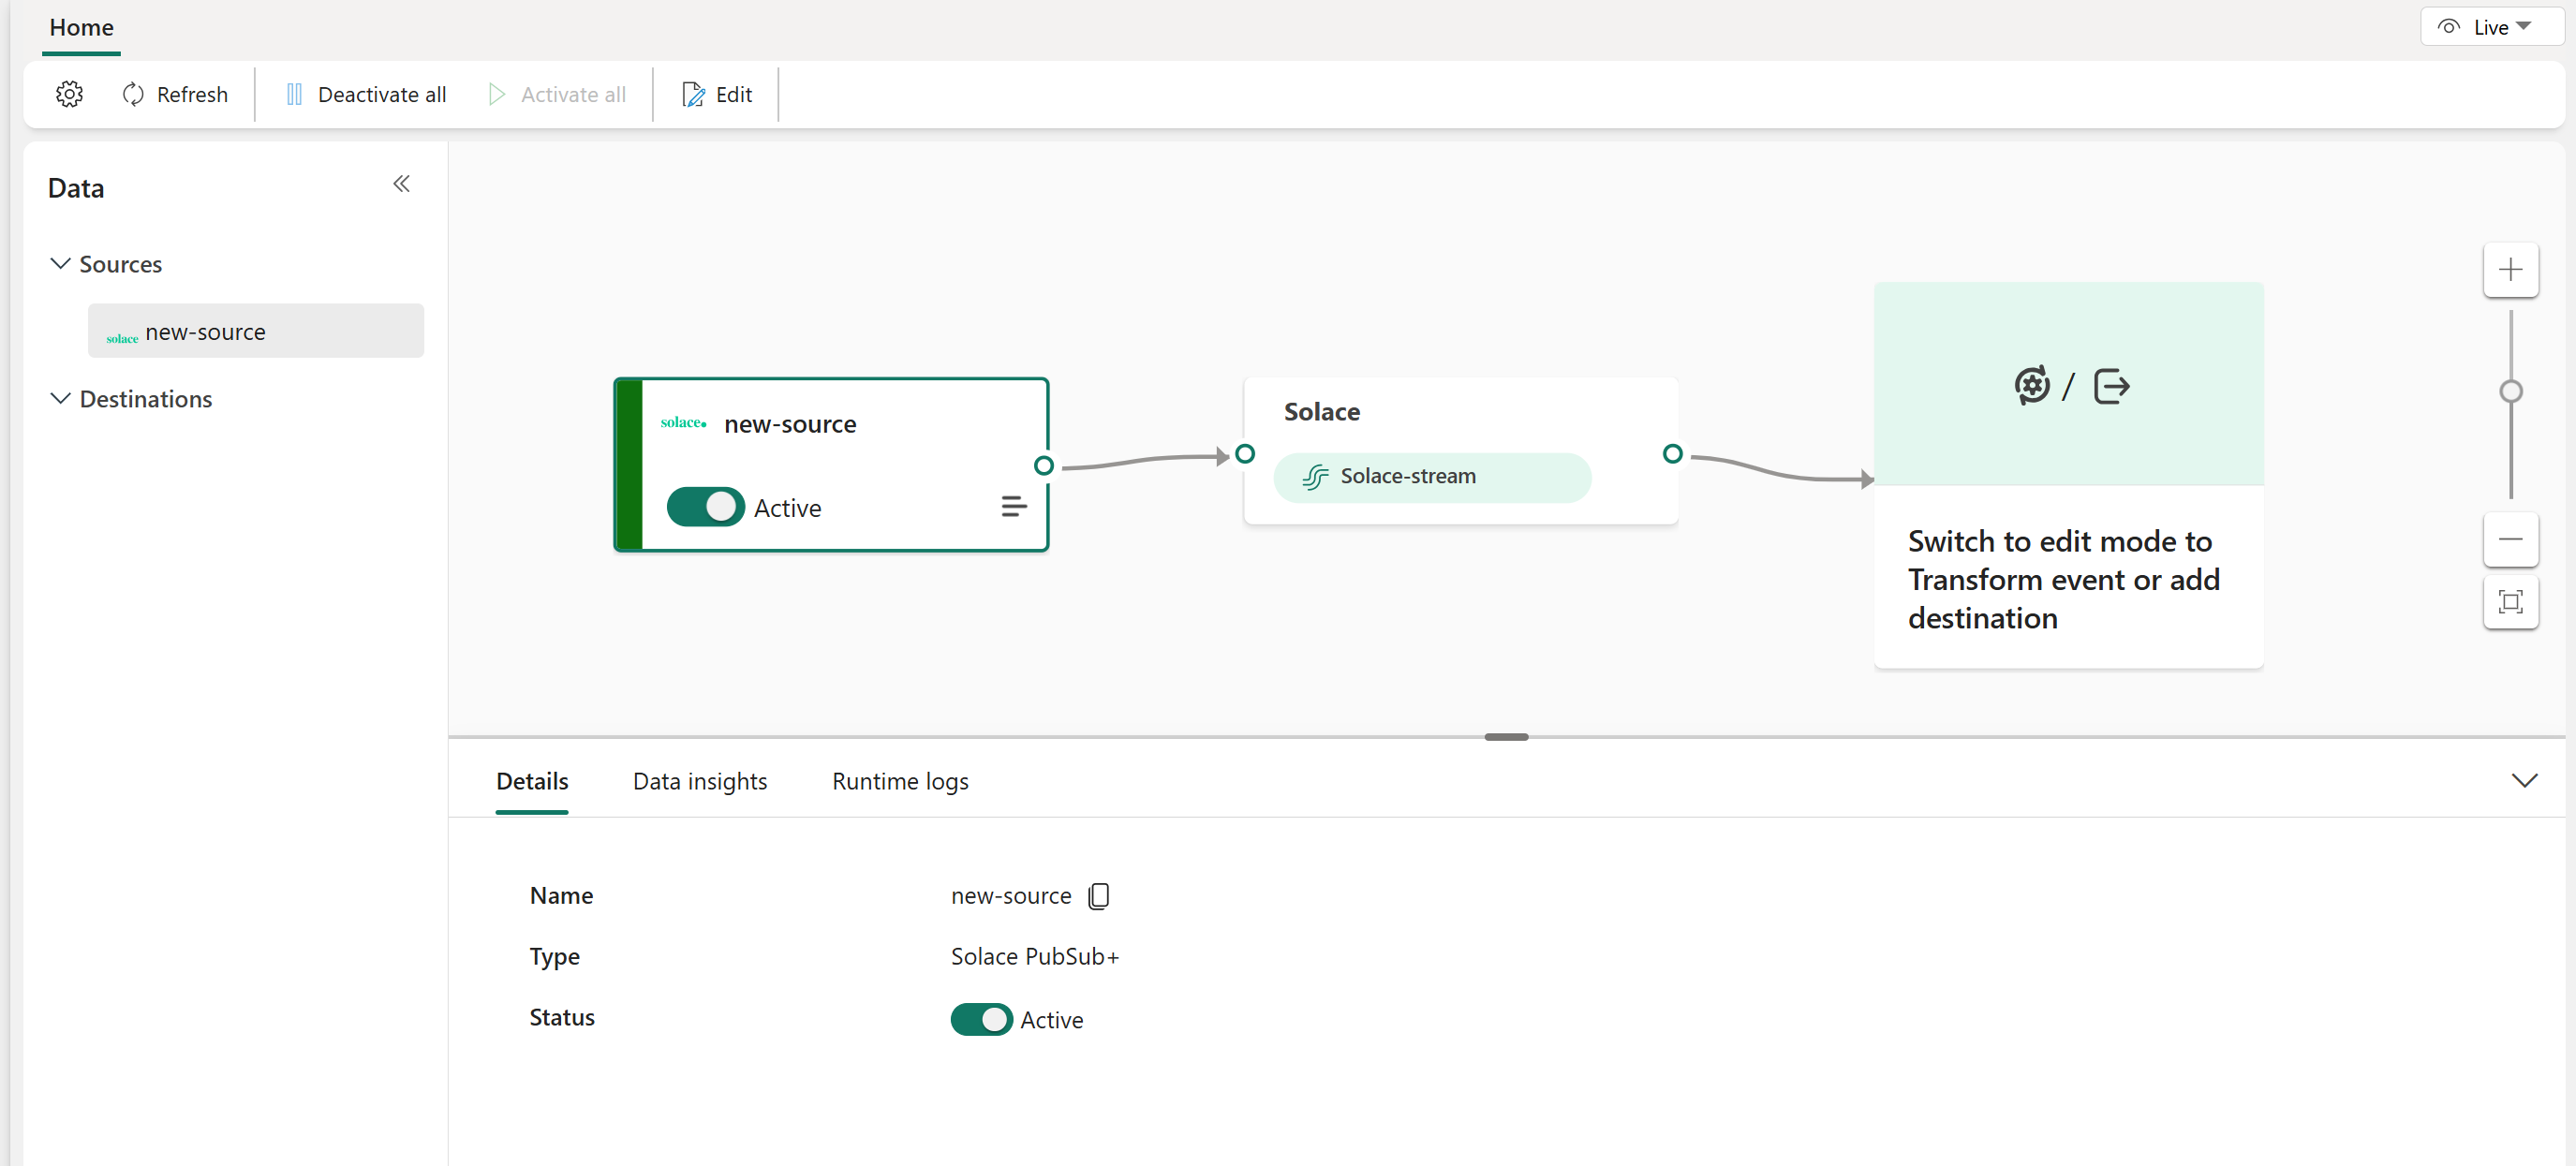 Home
Live
Refresh
Deactivate all
Activate all
Edit
Data
Sources
solace new-source
Destinations
solace. new-source
Active
Solace
Solace-stream
/
Switch to edit mode to
Transform event or add
destination
Details
Data insights
Runtime logs
Name
new-source
Type
Solace PubSub+
Status
Active